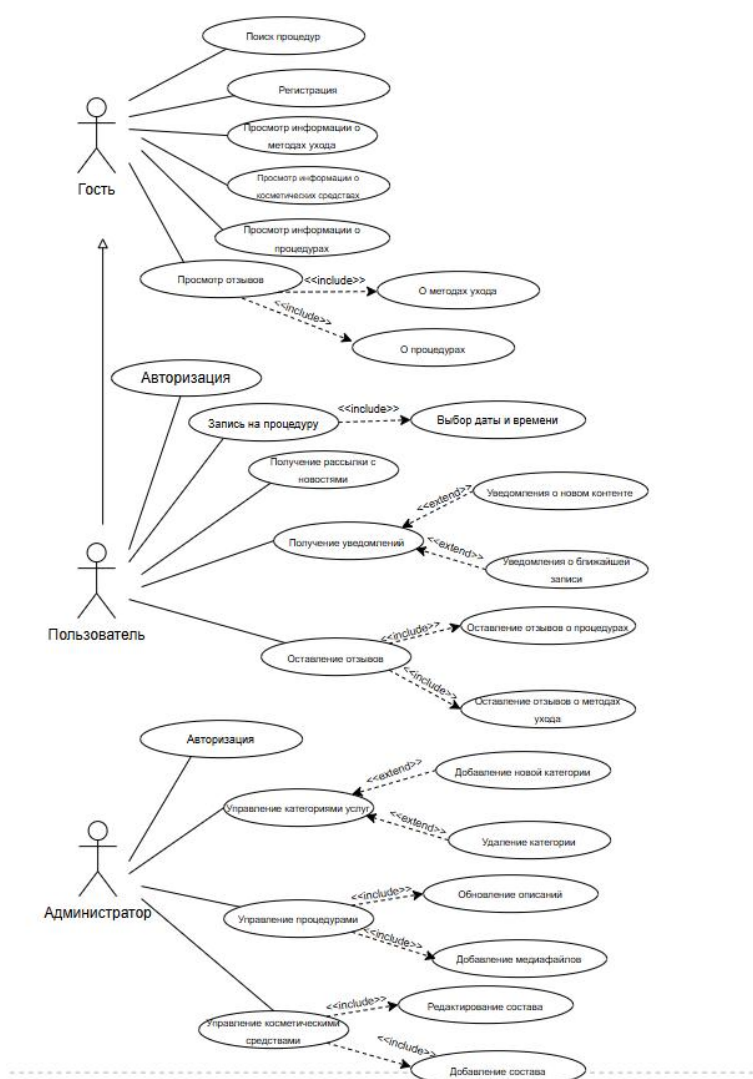 Поиск процедур
Регистрация
Просмотр информации о
методах ухода
Просмотр информации о
косметических средствах
Просмотр информации о
процедурах
Гость
Просмотр отзывов
<<include>>
О методах ухода
<<include>>
О процедурах
Авторизация
Запись на процедуру
<<include>>
Выбор даты и времени
Получение рассылки с
новостями
Получение уведомлений
<<extend>>
Уведомления о новом контенте
<<extend>>
Уведомления о ближайшей
записи
Пользователь
Оставление отзывов
<<include>>
Оставление отзывов о процедурах
<<include>>
Оставление отзывов о методах
ухода
Авторизация
Управление категориями услуг
<<extend>>
Добавление новой категории
<<extend>>
Удаление категории
Администратор
Управление процедурами
<<include>>
Обновление описаний
<<include>>
Добавление медиафайлов
Управление косметическими
средствами
<<include>>
Редактирование состава
<<include>>
Добавление состава